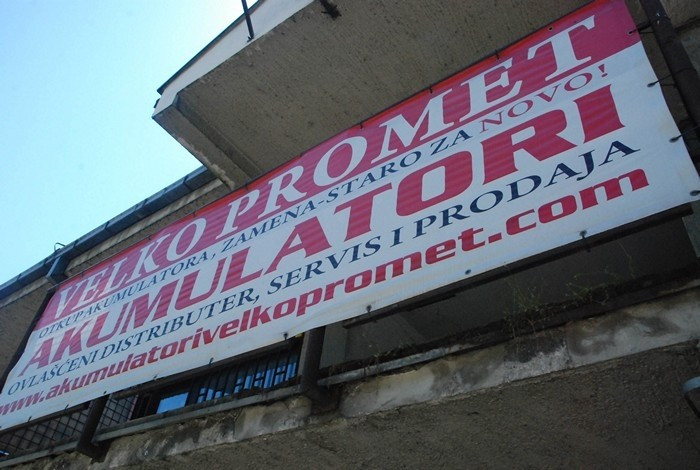 VELKO PROMET
OTKUP AKUMULATORA, ZAMENA-STARO ZA NOVO!
AKUMULATORI
OVLAŠĆENI DISTRIBUTER, SERVIS I PRODAJA
www.akumulatorivelkopromet.com